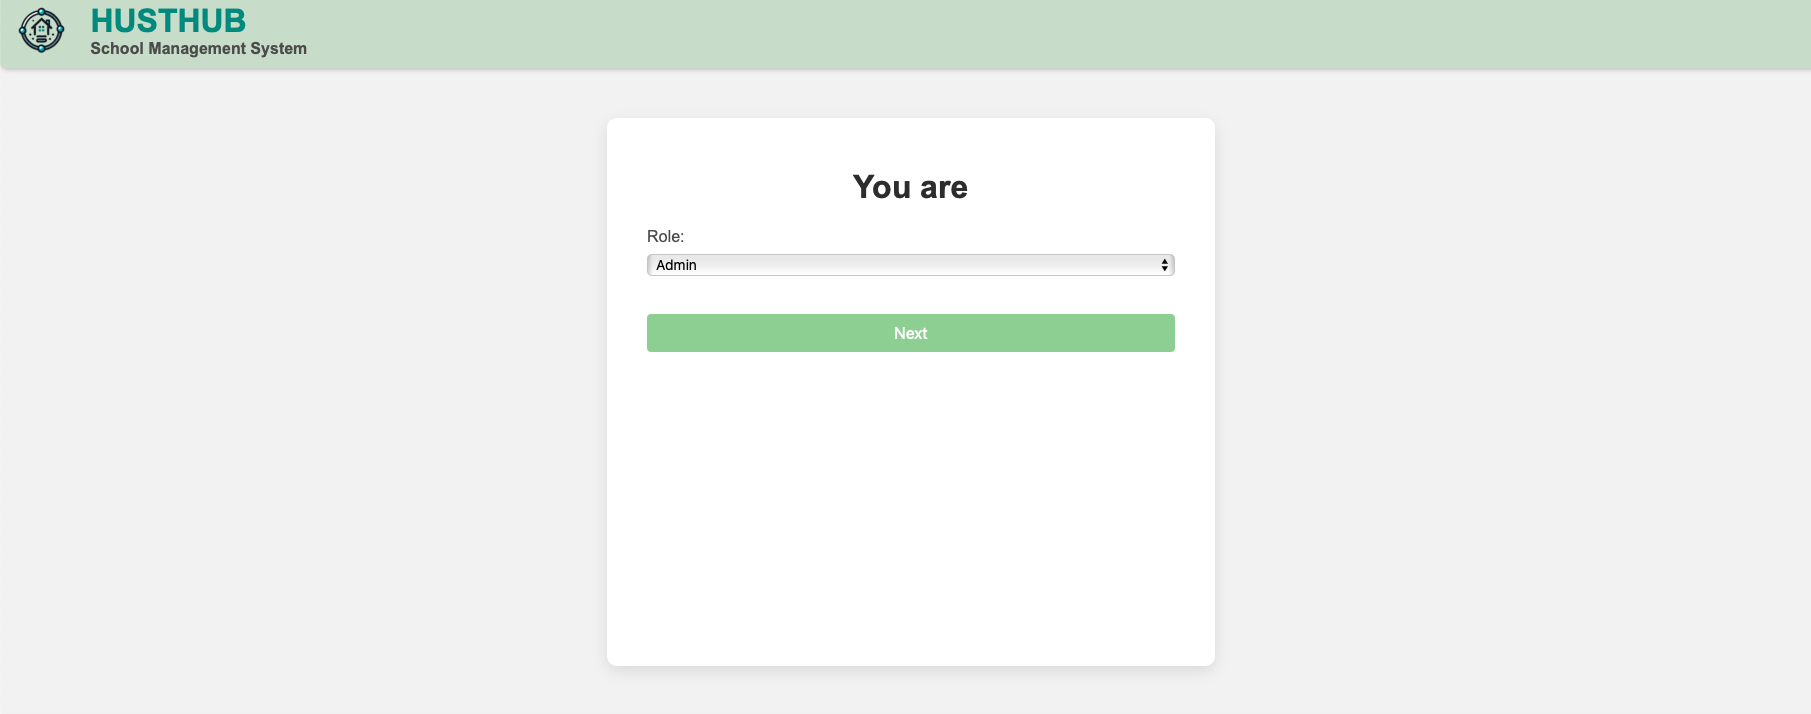 HUSTHUB
School Management System
You are
Role:
Admin
Next